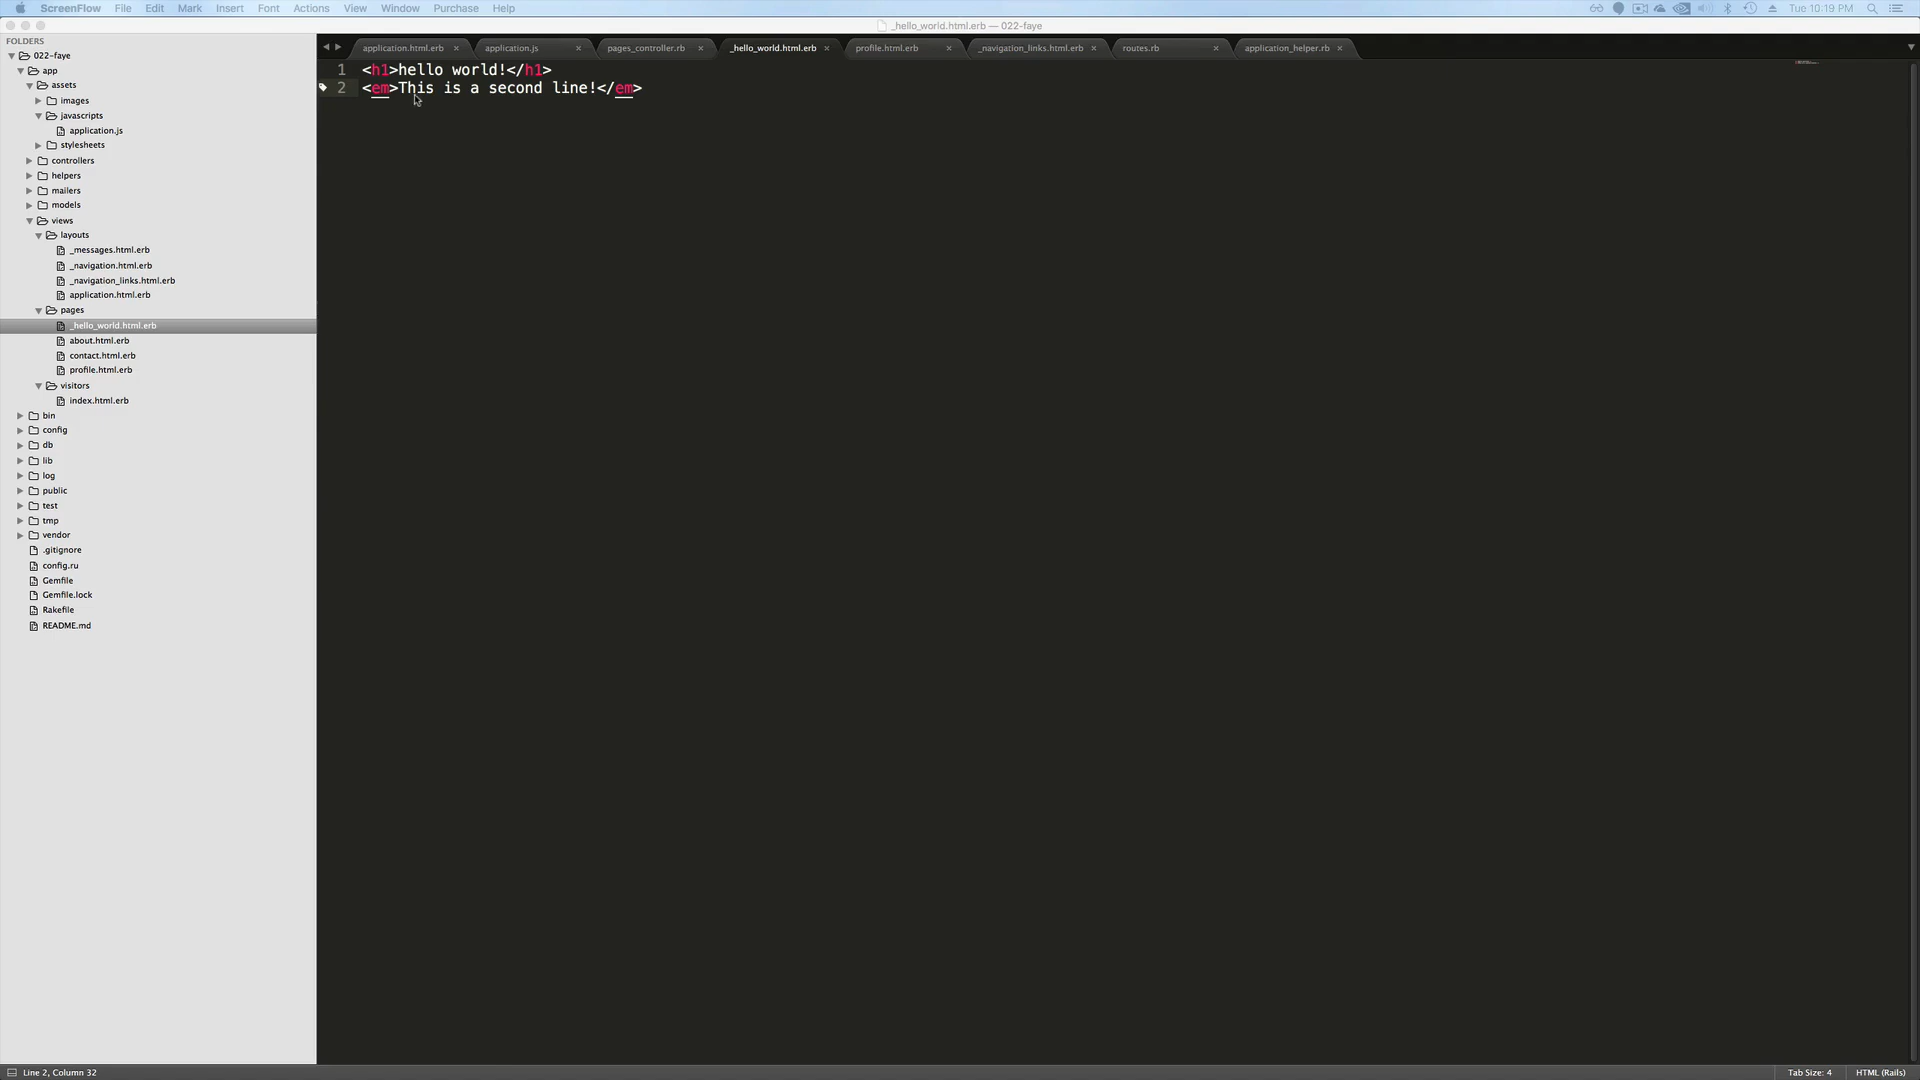 ScreenFlow File Edit Mark Insert Font Actions View Window Purchase Help Tue 10:19 PM
_hello_world.html.erb — 022-faye
FOLDERS
022-faye
app
assets
images
javascripts
application.js
stylesheets
controllers
helpers
mailers
models
views
layouts
_messages.html.erb
_navigation.html.erb
_navigation_links.html.erb
application.html.erb
pages
_hello_world.html.erb
about.html.erb
contact.html.erb
profile.html.erb
visitors
index.html.erb
bin
config
db
lib
log
public
test
tmp
vendor
.gitignore
config.ru
Gemfile
Gemfile.lock
Rakefile
README.md
application.html.erb application.js pages_controller.rb _hello_world.html.erb profile.html.erb _navigation_links.html.erb routes.rb application_helper.rb
1 <h1>hello world!</h1>
2 <em>This is a second line!</em>
Line 2, Column 32 Tab Size: 4 HTML (Rails)